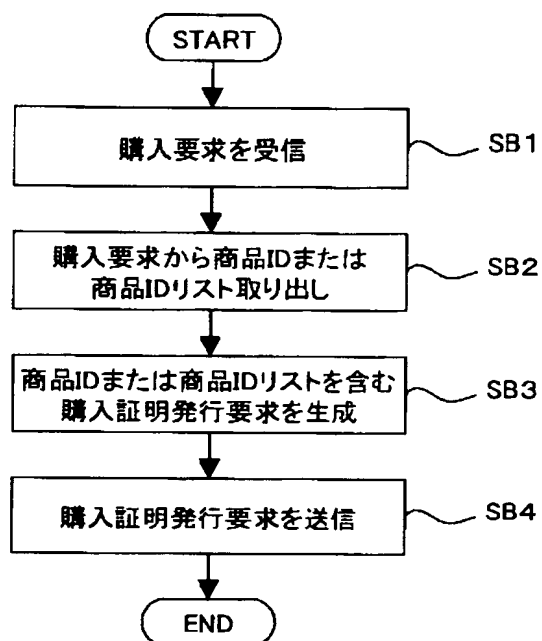 START
購入要求を受信
SB1
購入要求から商品IDまたは
商品IDリスト取り出し
SB2
商品IDまたは商品IDリストを含む
購入証明発行要求を生成
SB3
購入証明発行要求を送信
SB4
END